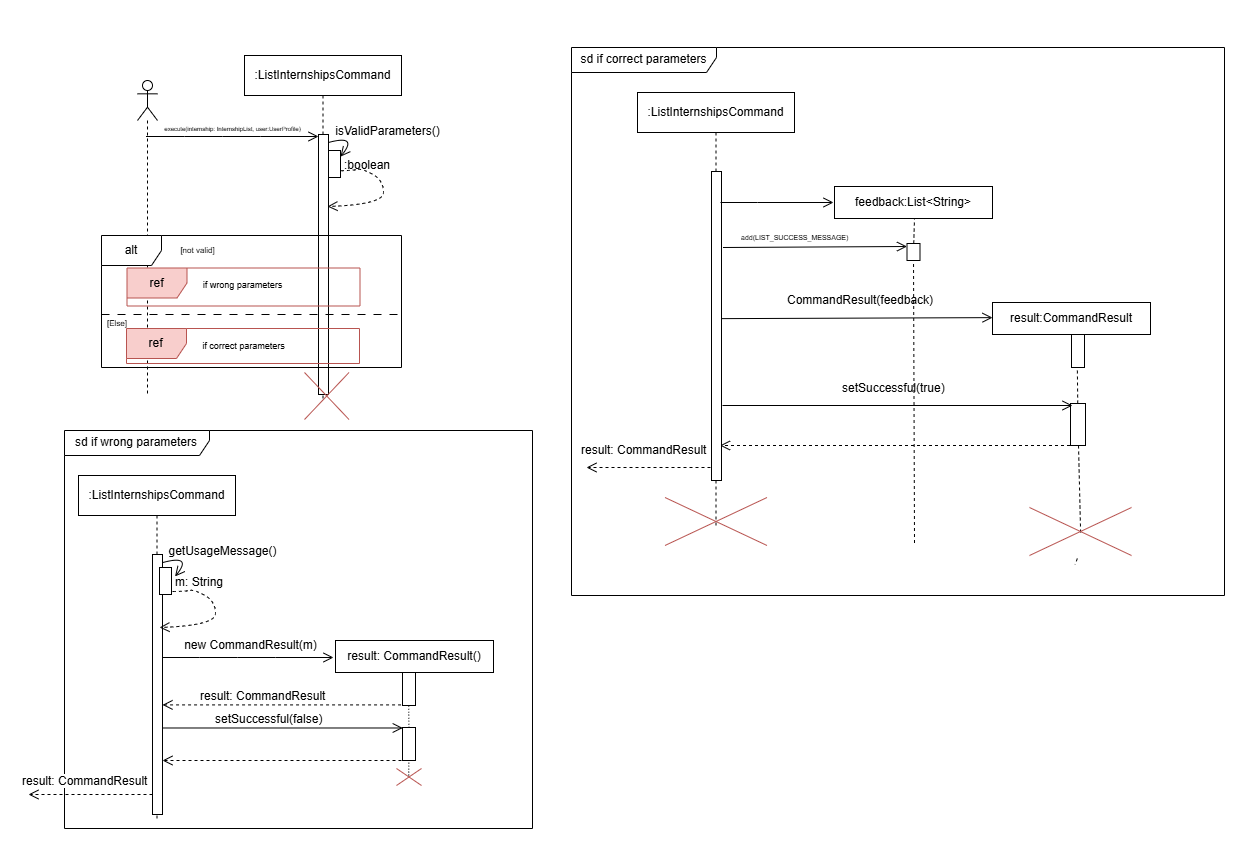 :ListInternshipsCommand
execute(internship: InternshipList, user:UserProfile)
isValidParameters()
:boolean
alt
[not valid]
ref
if wrong parameters
[Else]
ref
if correct parameters
sd if wrong parameters
:ListInternshipsCommand
getUsageMessage()
m: String
new CommandResult(m)
result: CommandResult()
result: CommandResult
setSuccessful(false)
result: CommandResult
sd if correct parameters
:ListInternshipsCommand
feedback:List<String>
add(LIST_SUCCESS_MESSAGE)
CommandResult(feedback)
result:CommandResult
setSuccessful(true)
result: CommandResult